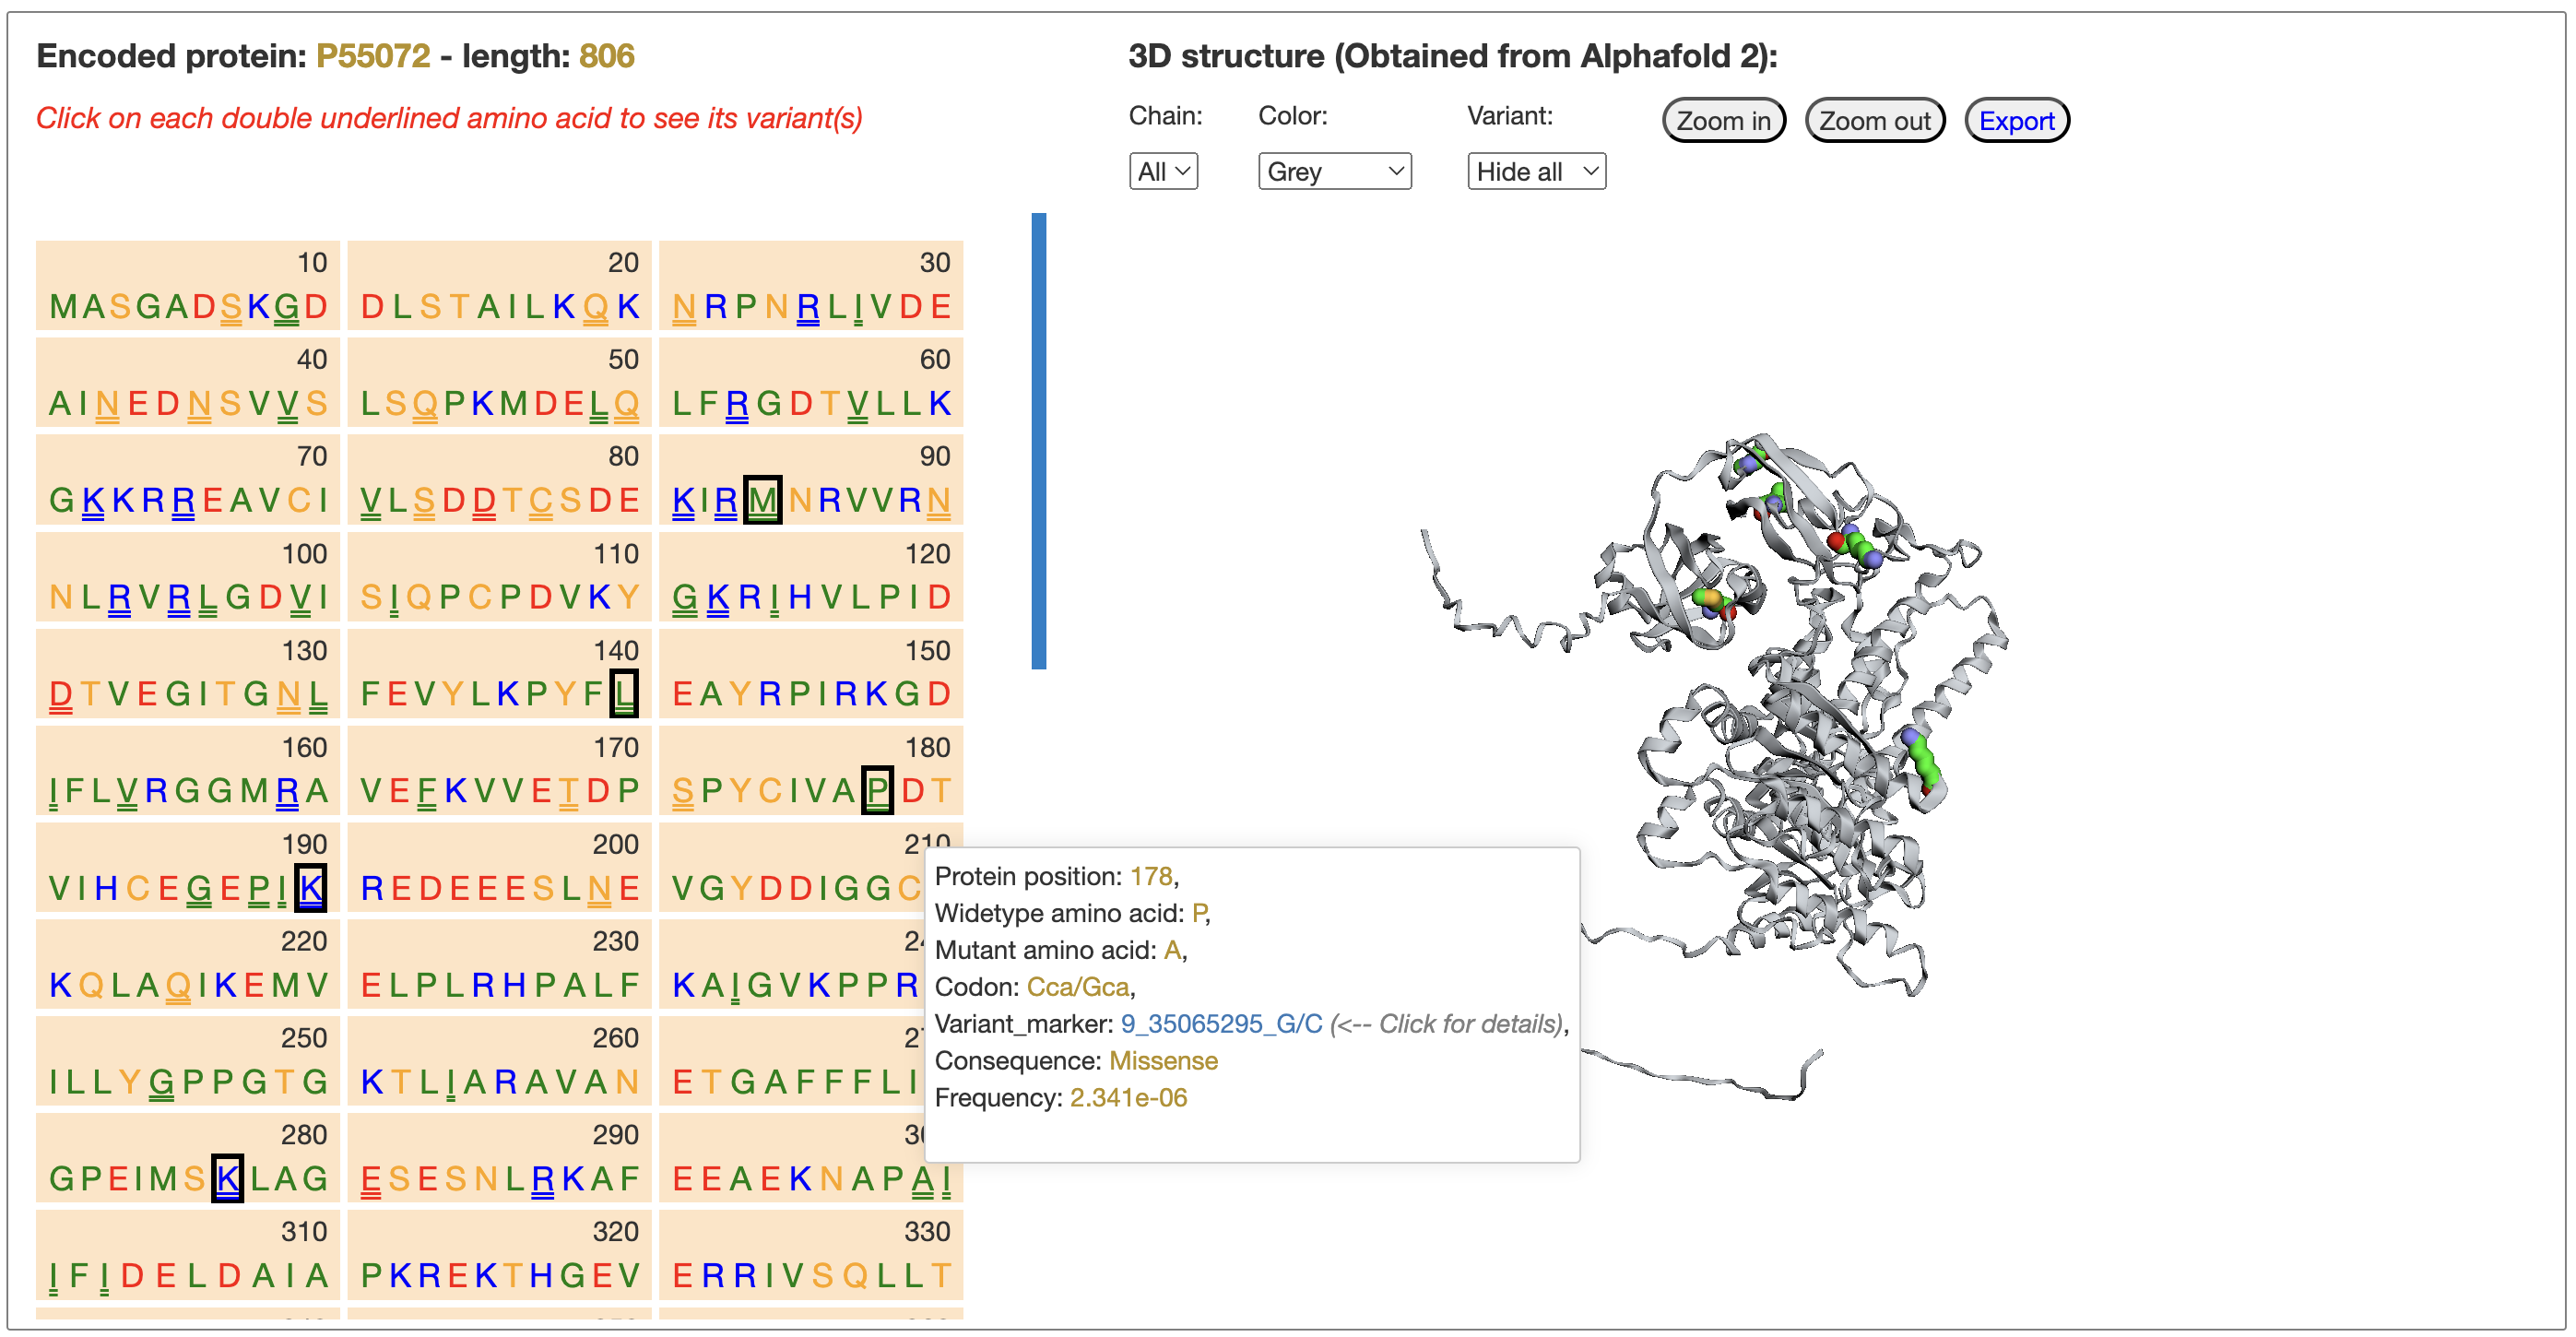 Encoded protein: P55072 - length: 806
Click on each double underlined amino acid to see its variant(s)
10 20 30
MASGADSKGD DLSTAILKQK NRPNRLIVDE
40 50 60
AINEDNSVVS LSQPKMDELQ LFRGDTVLLK
70 80 90
GKKRREAVCI VLSDDTCSDE KIRMNRVVRN
100 110 120
NLRVRLGDVI SIQPCPDVKY GKRIHVLPID
130 140 150
DTVEGITGNL FEVYLKPYFL EAYRPIRKGD
160 170 180
IFLVRGGMRA VEFKVVETDP SPYCIVAPDT
190 200 210
VIHCEGEPIK REDEEESLNE VGYDDIGGC
220 230
KQLAQIKEMV ELPLRHPALF KAIGVKPPR
250 260
ILLYGPPGTG KTLIARAVAN ETGAFFFLI
280 290
GPEIMSKLAG ESESNLRKAF EEAEKNAPAI
310 320 330
IFIDELDAIA PKREKTHGEV ERRIVSQLLT
3D structure (Obtained from Alphafold 2):
Chain: Color: Variant:
All Grey Hide all
Zoom in Zoom out Export
Protein position: 178,
Widetype amino acid: P,
Mutant amino acid: A,
Codon: Cca/Gca,
Variant_marker: 9_35065295_G/C (<-- Click for details),
Consequence: Missense
Frequency: 2.341e-06